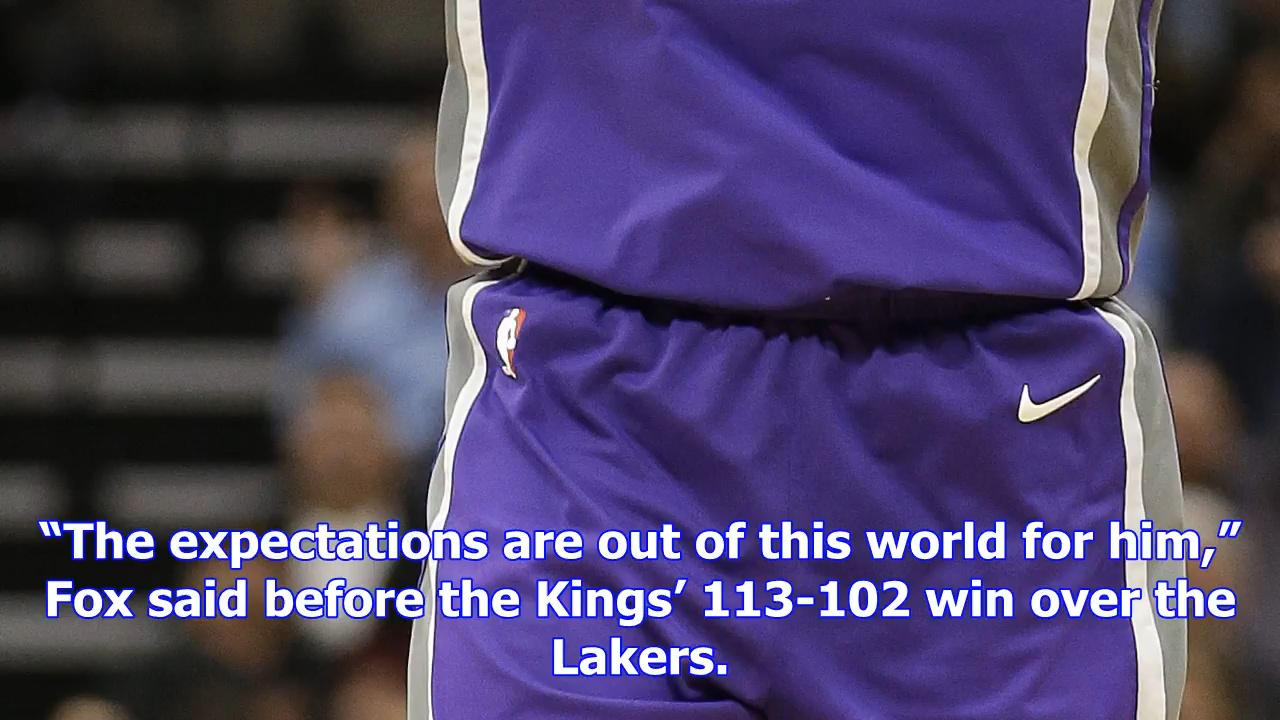 “The expectations are out of this world for him,”
Fox said before the Kings’ 113-102 win over the
Lakers.